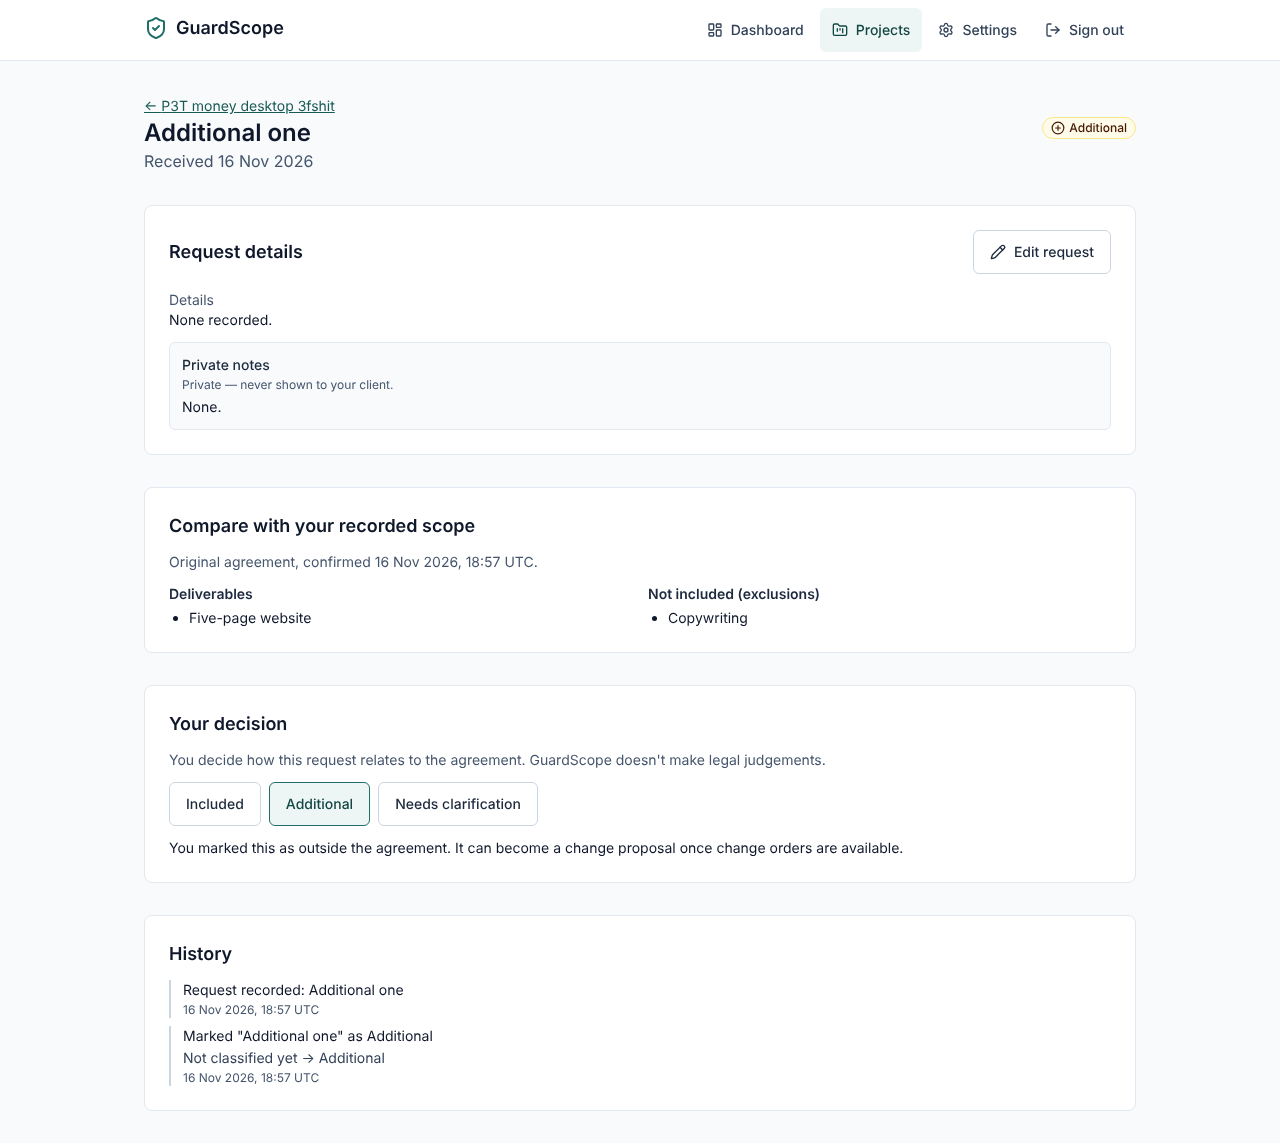 GuardScope
Dashboard
Projects
Settings
Sign out
← P3T money desktop 3fshit
Additional one
Additional
Received 16 Nov 2026
Request details
Edit request
Details
None recorded.
Private notes
Private — never shown to your client.
None.
Compare with your recorded scope
Original agreement, confirmed 16 Nov 2026, 18:57 UTC.
Deliverables
• Five-page website
Not included (exclusions)
• Copywriting
Your decision
You decide how this request relates to the agreement. GuardScope doesn't make legal judgements.
Included
Additional
Needs clarification
You marked this as outside the agreement. It can become a change proposal once change orders are available.
History
Request recorded: Additional one
16 Nov 2026, 18:57 UTC
Marked "Additional one" as Additional
Not classified yet → Additional
16 Nov 2026, 18:57 UTC